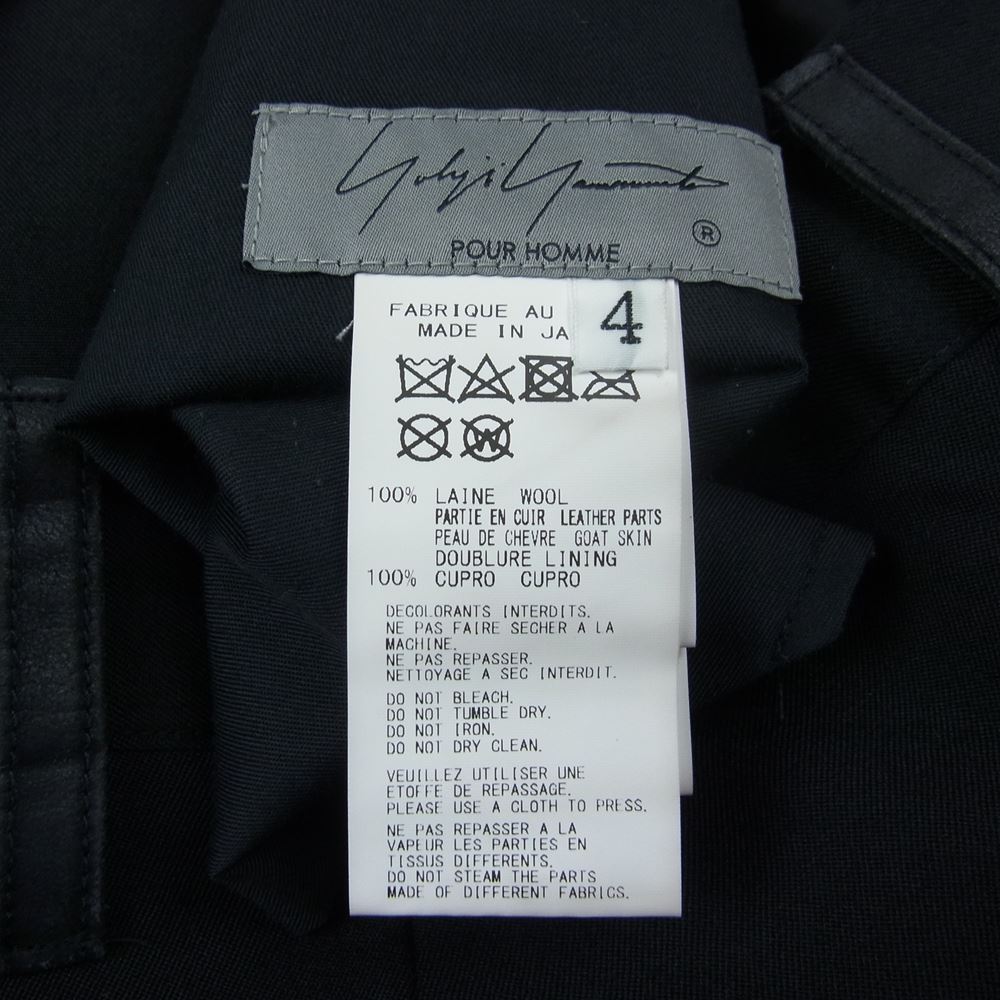 Yohji Yamamoto
®
POUR HOMME
4
FABRIQUE AU
MADE IN JA
W
100% LAINE WOOL
PARTIE EN CUIR LEATHER PARTS
PEAU DE CHEVRE GOAT SKIN
DOUBLURE LINING
100% CUPRO CUPRO
DECOLORANTS INTERDITS.
NE PAS FAIRE SECHER A LA
MACHINE.
NE PAS REPASSER.
NETTOYAGE A SEC INTERDIT.
DO NOT BLEACH.
DO NOT TUMBLE DRY.
DO NOT IRON.
DO NOT DRY CLEAN.
VEUILLEZ UTILISER UNE
ETOFFE DE REPASSAGE.
PLEASE USE A CLOTH TO PRESS.
NE PAS REPASSER A LA
VAPEUR LES PARTIES EN
TISSUS DIFFERENTS.
DO NOT STEAM THE PARTS
MADE OF DIFFERENT FABRICS.